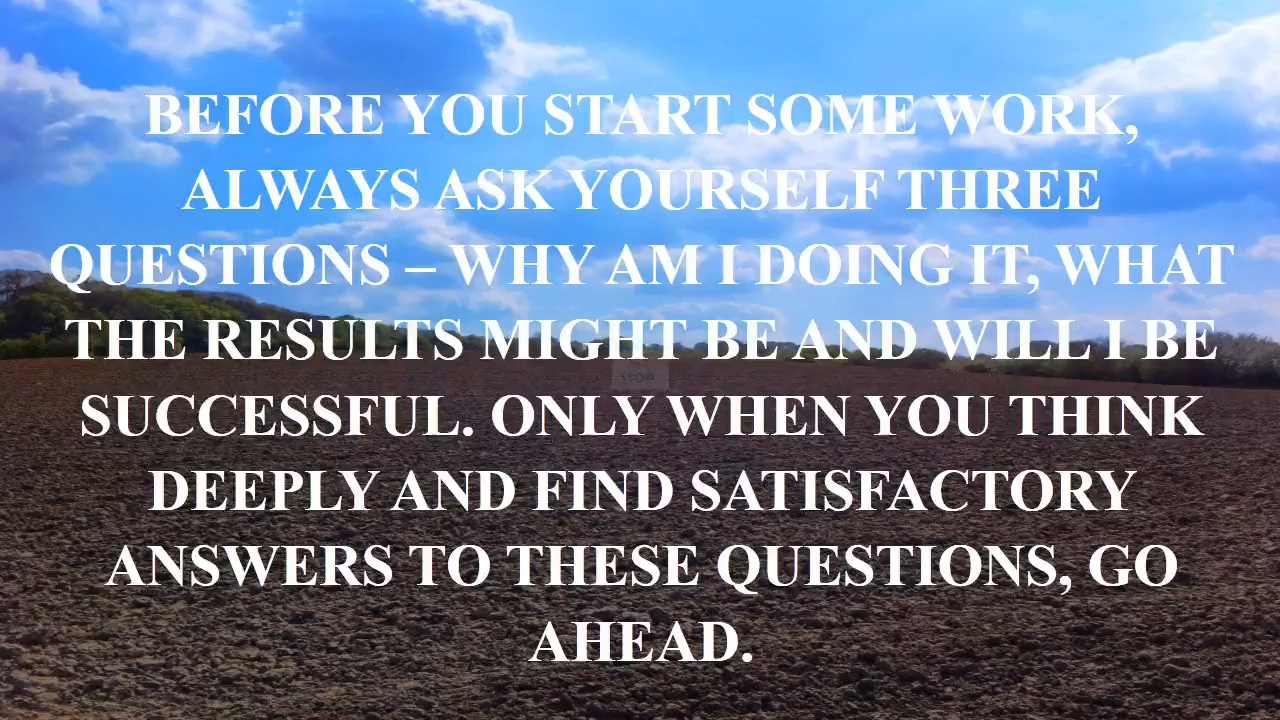 BEFORE YOU START SOME WORK,
ALWAYS ASK YOURSELF THREE
QUESTIONS – WHY AM I DOING IT, WHAT
THE RESULTS MIGHT BE AND WILL I BE
SUCCESSFUL. ONLY WHEN YOU THINK
DEEPLY AND FIND SATISFACTORY
ANSWERS TO THESE QUESTIONS, GO
AHEAD.